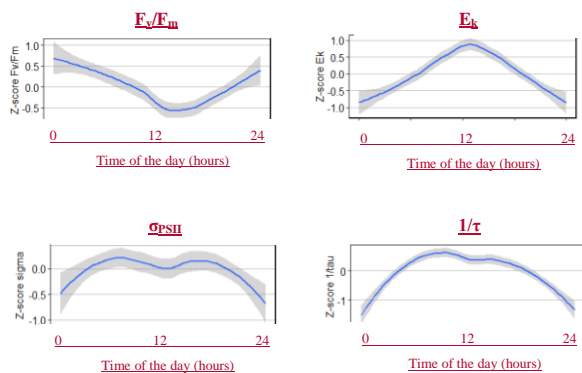 Fv/Fm
Z-score Fv/Fm
1.0
0.5
0.0
-0.5
0 12 24
Time of the day (hours)
Ek
Z-score Ek
1.0
0.5
0.0
-0.5
-1.0
0 12 24
Time of the day (hours)
σPSII
Z-score sigma
0.0
-0.5
-1.0
0 12 24
Time of the day (hours)
1/τ
Z-score 1/tau
0
-1
0 12 24
Time of the day (hours)